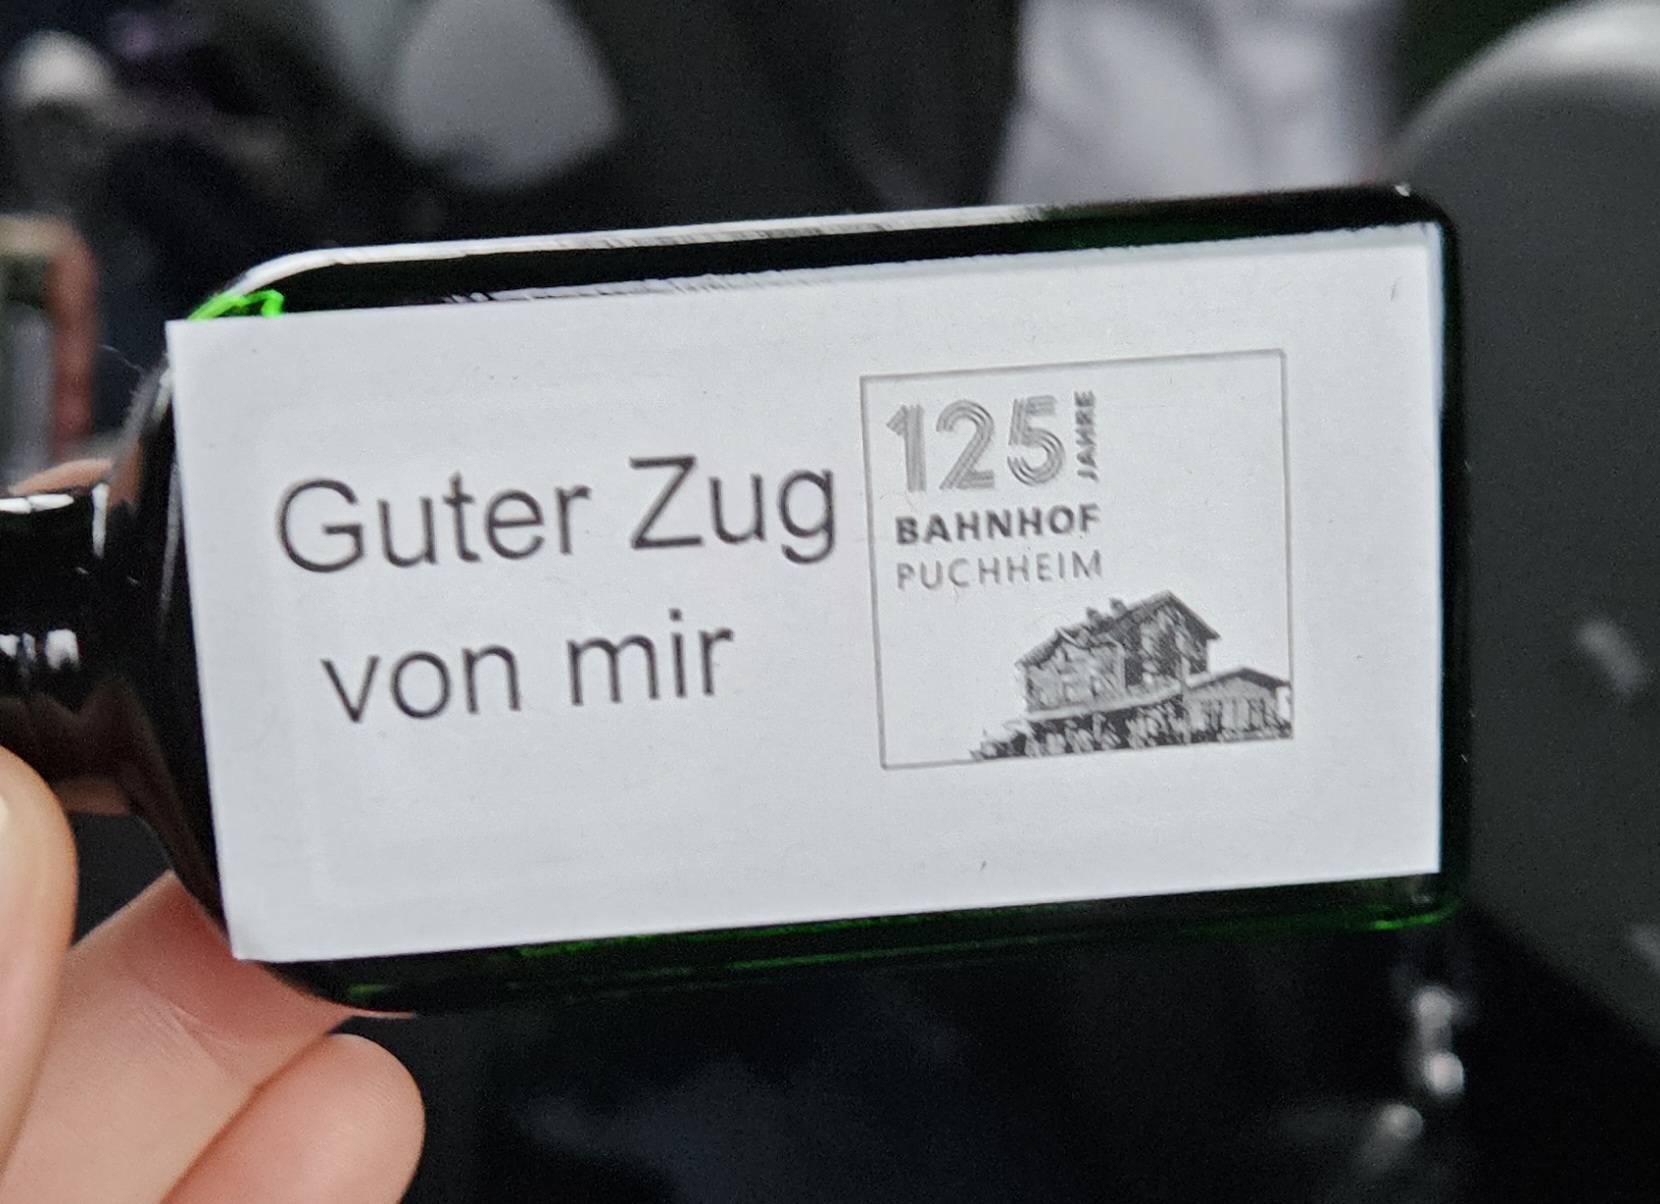 Guter Zug
von mir
125 JAHRE
BAHNHOF
PUCHHEIM